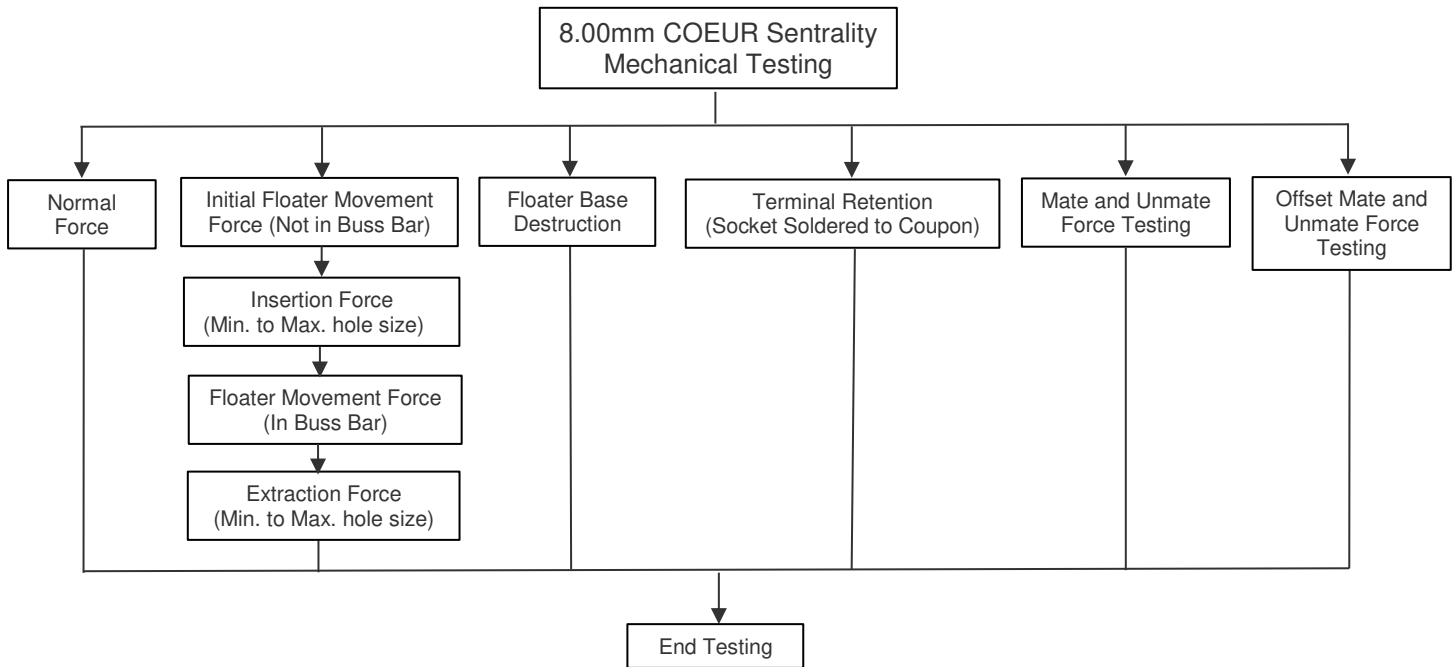 8.00mm COEUR Sentrality
Mechanical Testing
Normal
Force
Initial Floater Movement
Force (Not in Buss Bar)
Insertion Force
(Min. to Max. hole size)
Floater Movement Force
(In Buss Bar)
Extraction Force
(Min. to Max. hole size)
Floater Base
Destruction
Terminal Retention
(Socket Soldered to Coupon)
Mate and Unmate
Force Testing
Offset Mate and
Unmate Force
Testing
End Testing